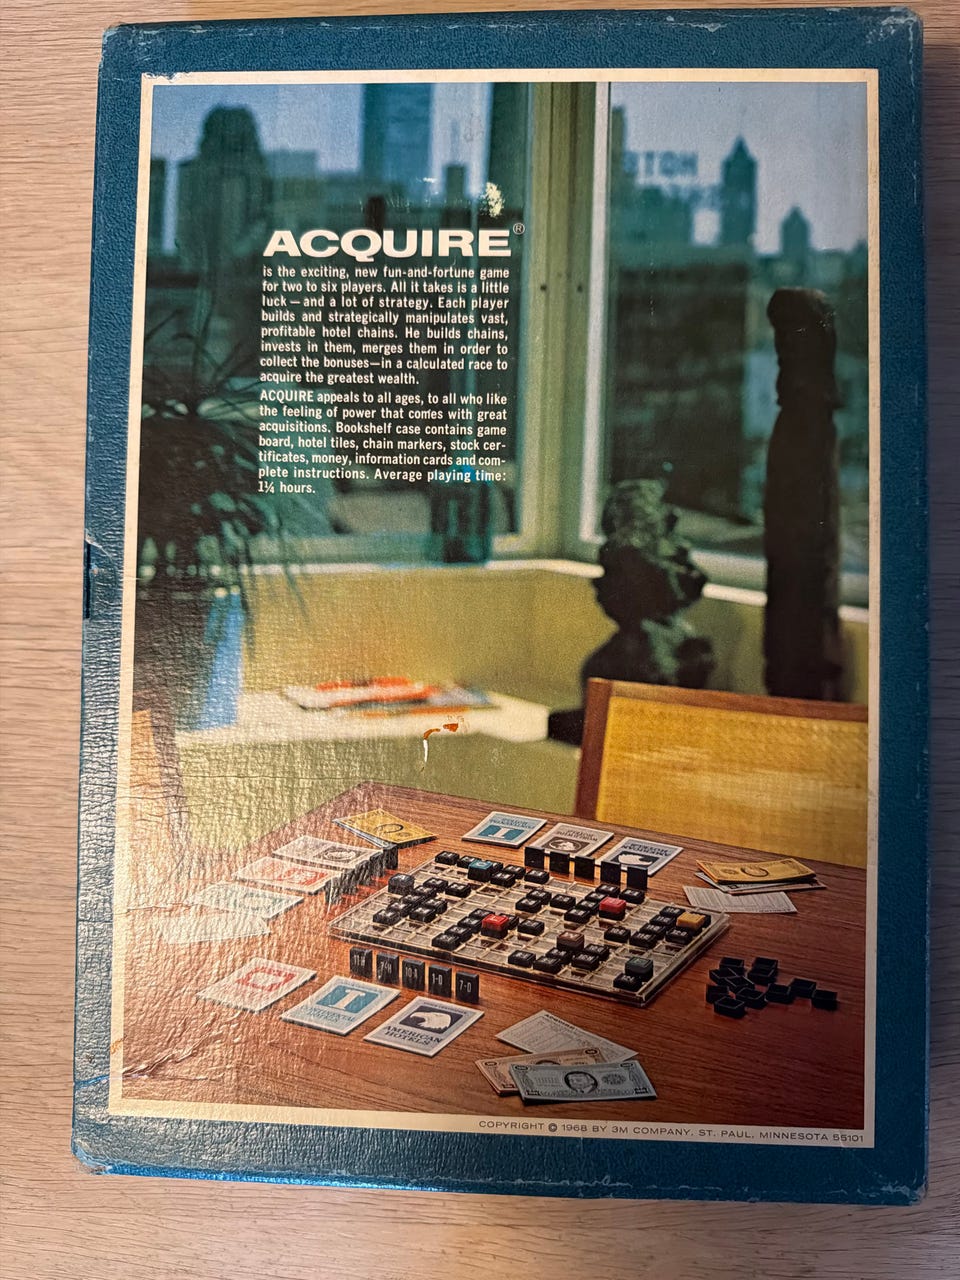 HOTE
ACQUIRE®
is the exciting, new fun-and-fortune game
for two to six players. All it takes is a little
luck — and a lot of strategy. Each player
builds and strategically manipulates vast,
profitable hotel chains. He builds chains,
invests in them, merges them in order to
collect the bonuses—in a calculated race to
acquire the greatest wealth.
ACQUIRE appeals to all ages, to all who like
the feeling of power that comes with great
acquisitions. Bookshelf case contains game
board, hotel tiles, chain markers, stock cer-
tificates, money, information cards and com-
plete instructions. Average playing time:
1¼ hours.
10-A
1-D
7-D
AMERICAN
HOTELS
COPYRIGHT © 1968 BY 3M COMPANY, ST. PAUL, MINNESOTA 55101